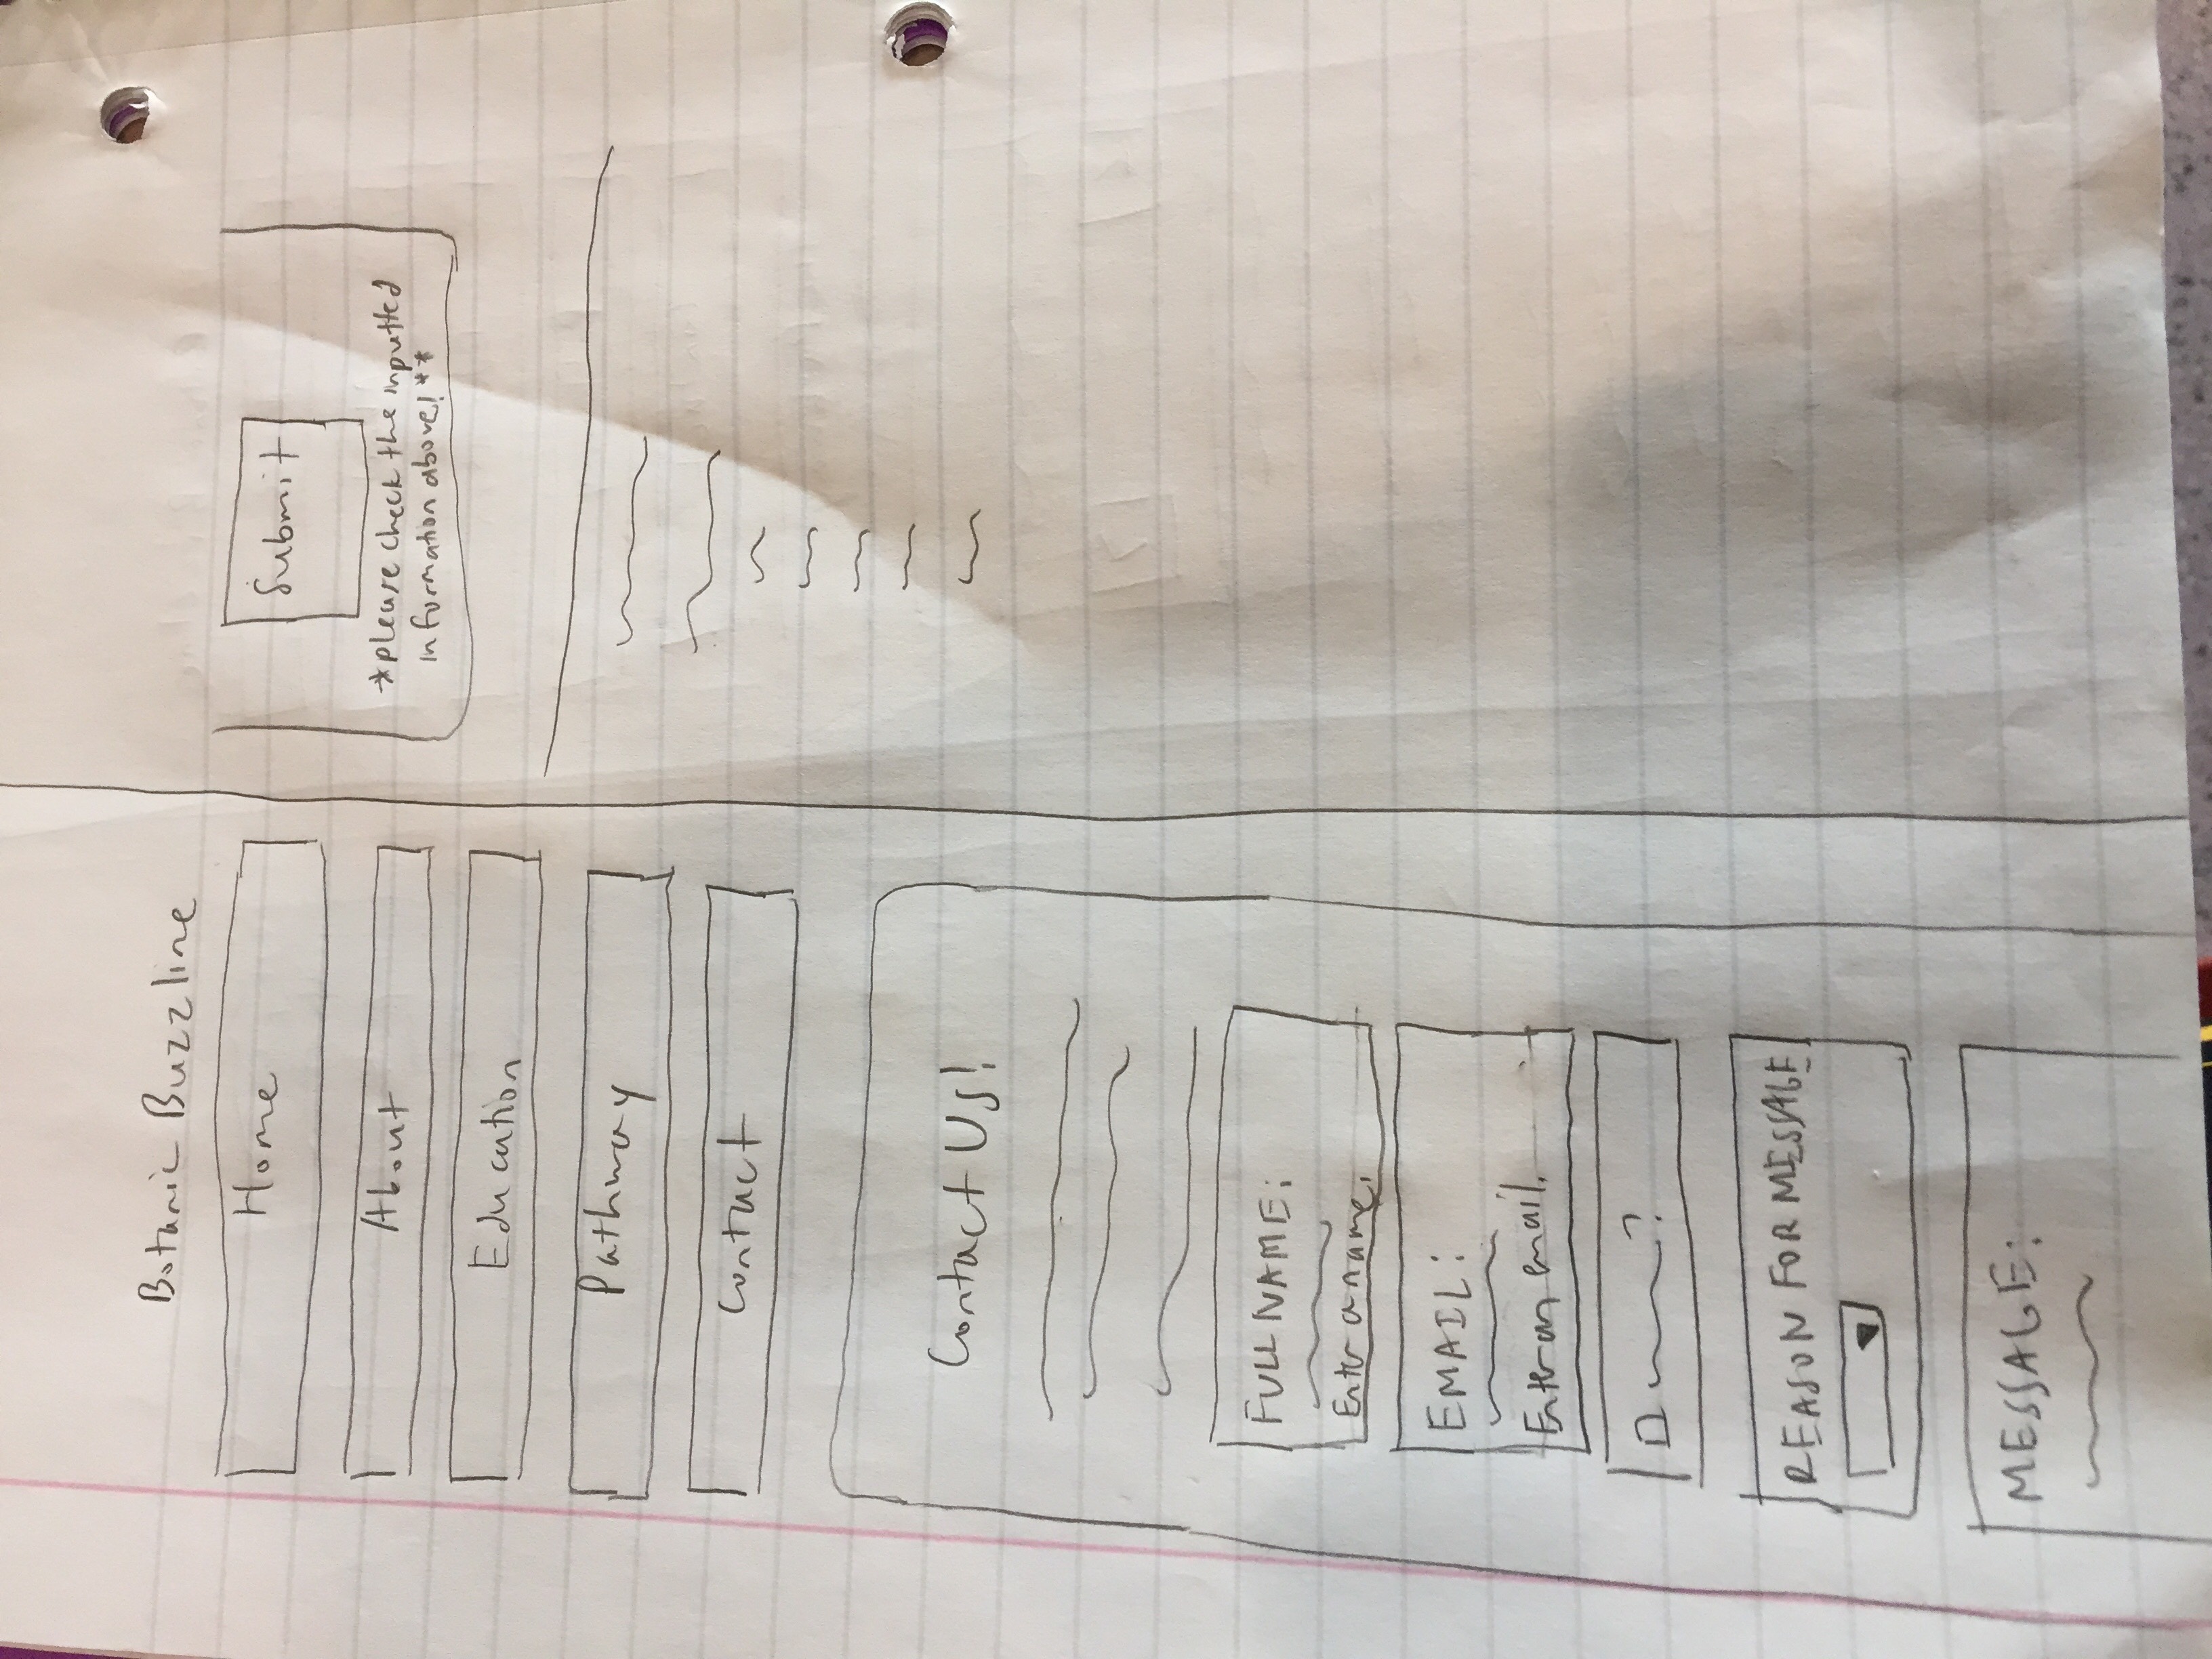 Botanic Buzzline
Home
About
Education
Pathway
Contact
Contact Us!
FULL NAME:
Enter a name.
EMAIL:
Enter an email.
?
REASON FOR MESSAGE
MESSAGE:
Submit
*please check the inputted
information above! **